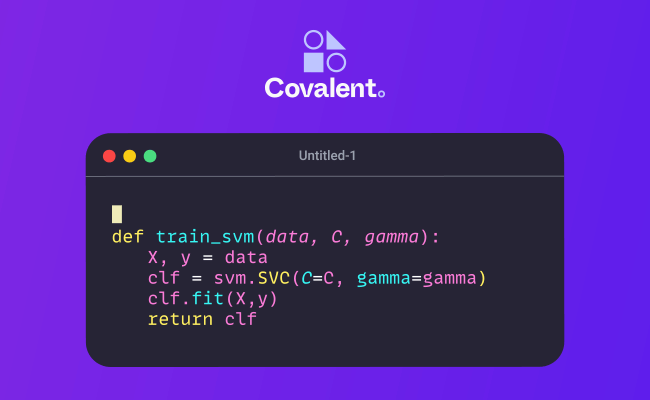 Covalent
Untitled-1
def train_svm(data, C, gamma):
    X, y = data
    clf = svm.SVC(C=C, gamma=gamma)
    clf.fit(X,y)
    return clf